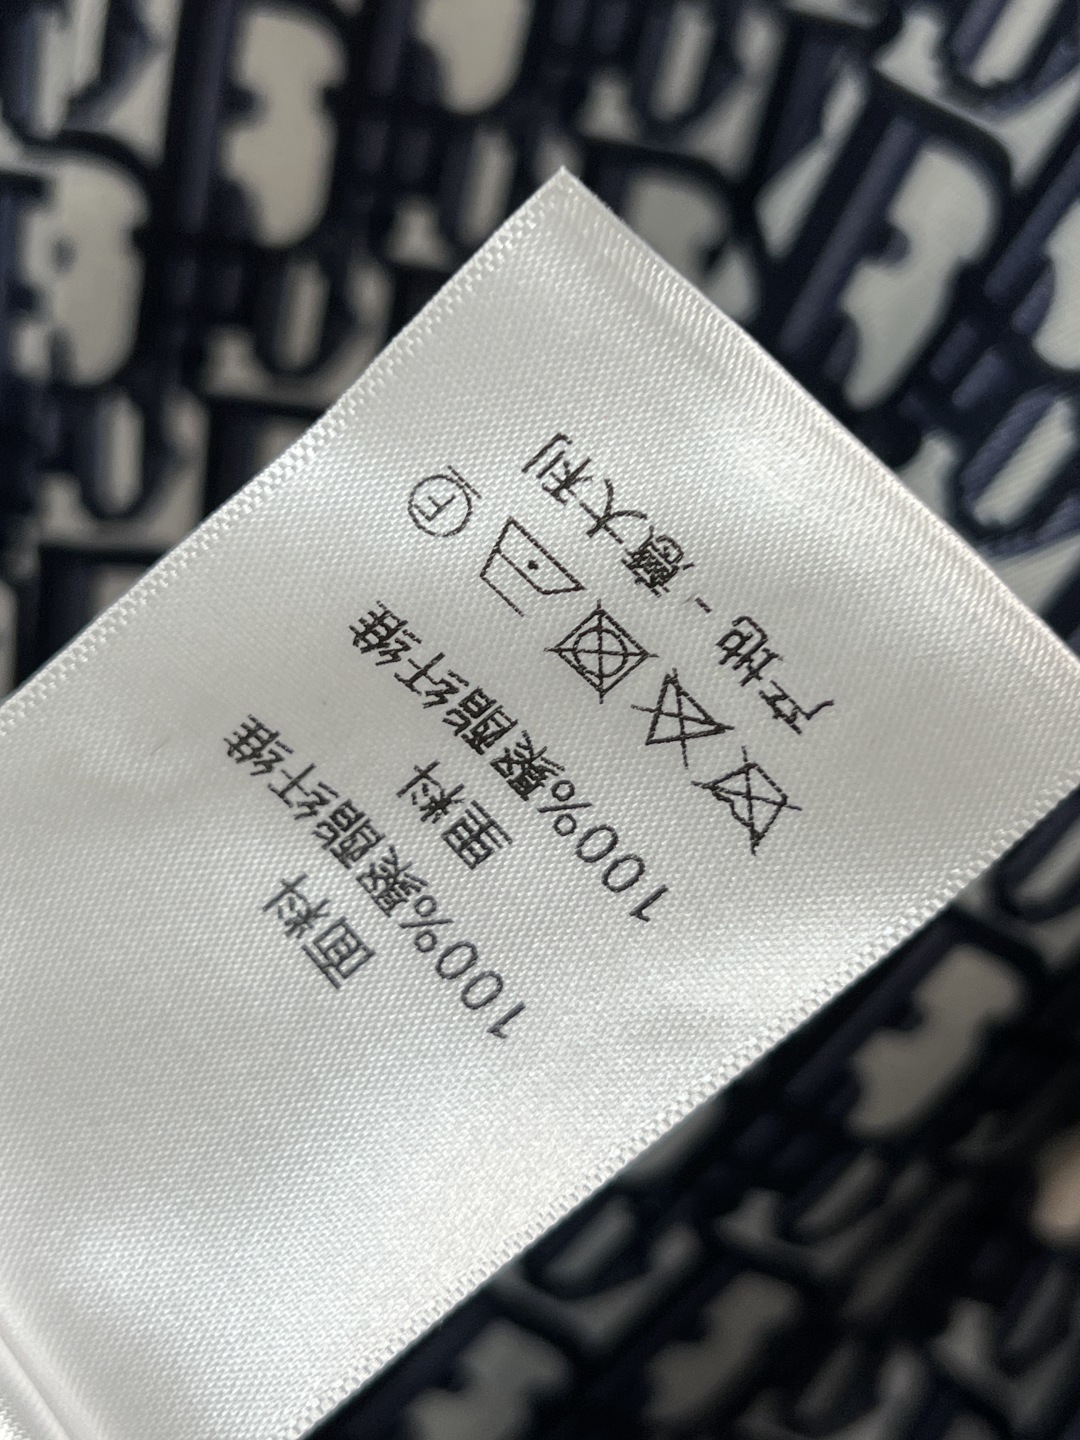 面料
100%聚酯纤维
里料
100%聚酯纤维
F
产地 - 意大利